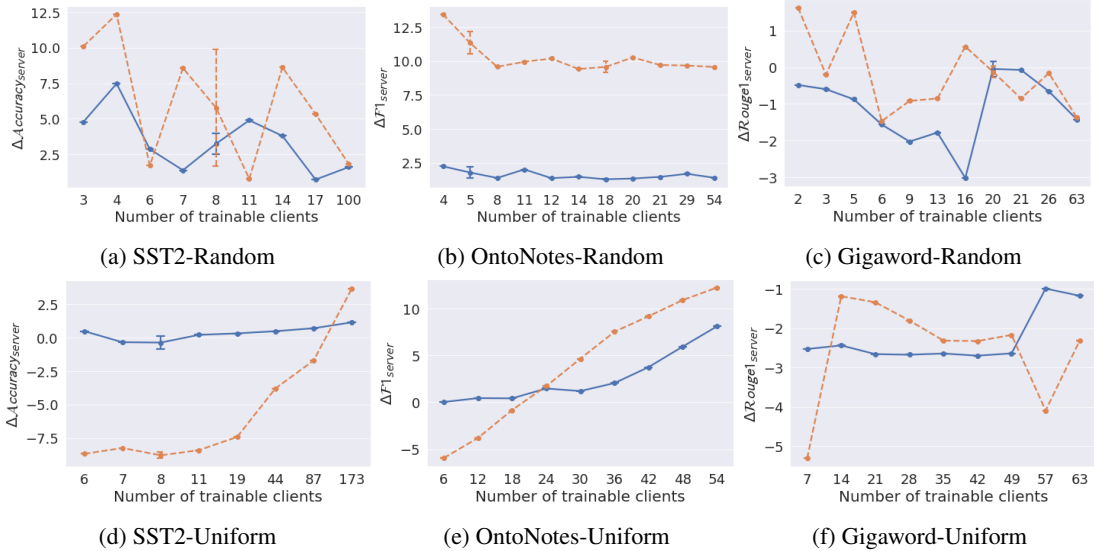 12.5
10.0
7.5
5.0
2.5
ΔAccuracy_server
3 4 6 7 8 11 14 17 100
Number of trainable clients
(a) SST2-Random
12.5
10.0
7.5
5.0
2.5
ΔF1_server
4 5 8 11 12 14 18 20 21 29 54
Number of trainable clients
(b) OntoNotes-Random
1
0
−1
−2
−3
ΔRouge1_server
2 3 5 6 9 13 16 20 21 26 63
Number of trainable clients
(c) Gigaword-Random
2.5
0.0
−2.5
−5.0
−7.5
ΔAccuracy_server
6 7 8 11 19 44 87 173
Number of trainable clients
(d) SST2-Uniform
10
5
0
−5
ΔF1_server
6 12 18 24 30 36 42 48 54
Number of trainable clients
(e) OntoNotes-Uniform
−1
−2
−3
−4
−5
ΔRouge1_server
7 14 21 28 35 42 49 57 63
Number of trainable clients
(f) Gigaword-Uniform